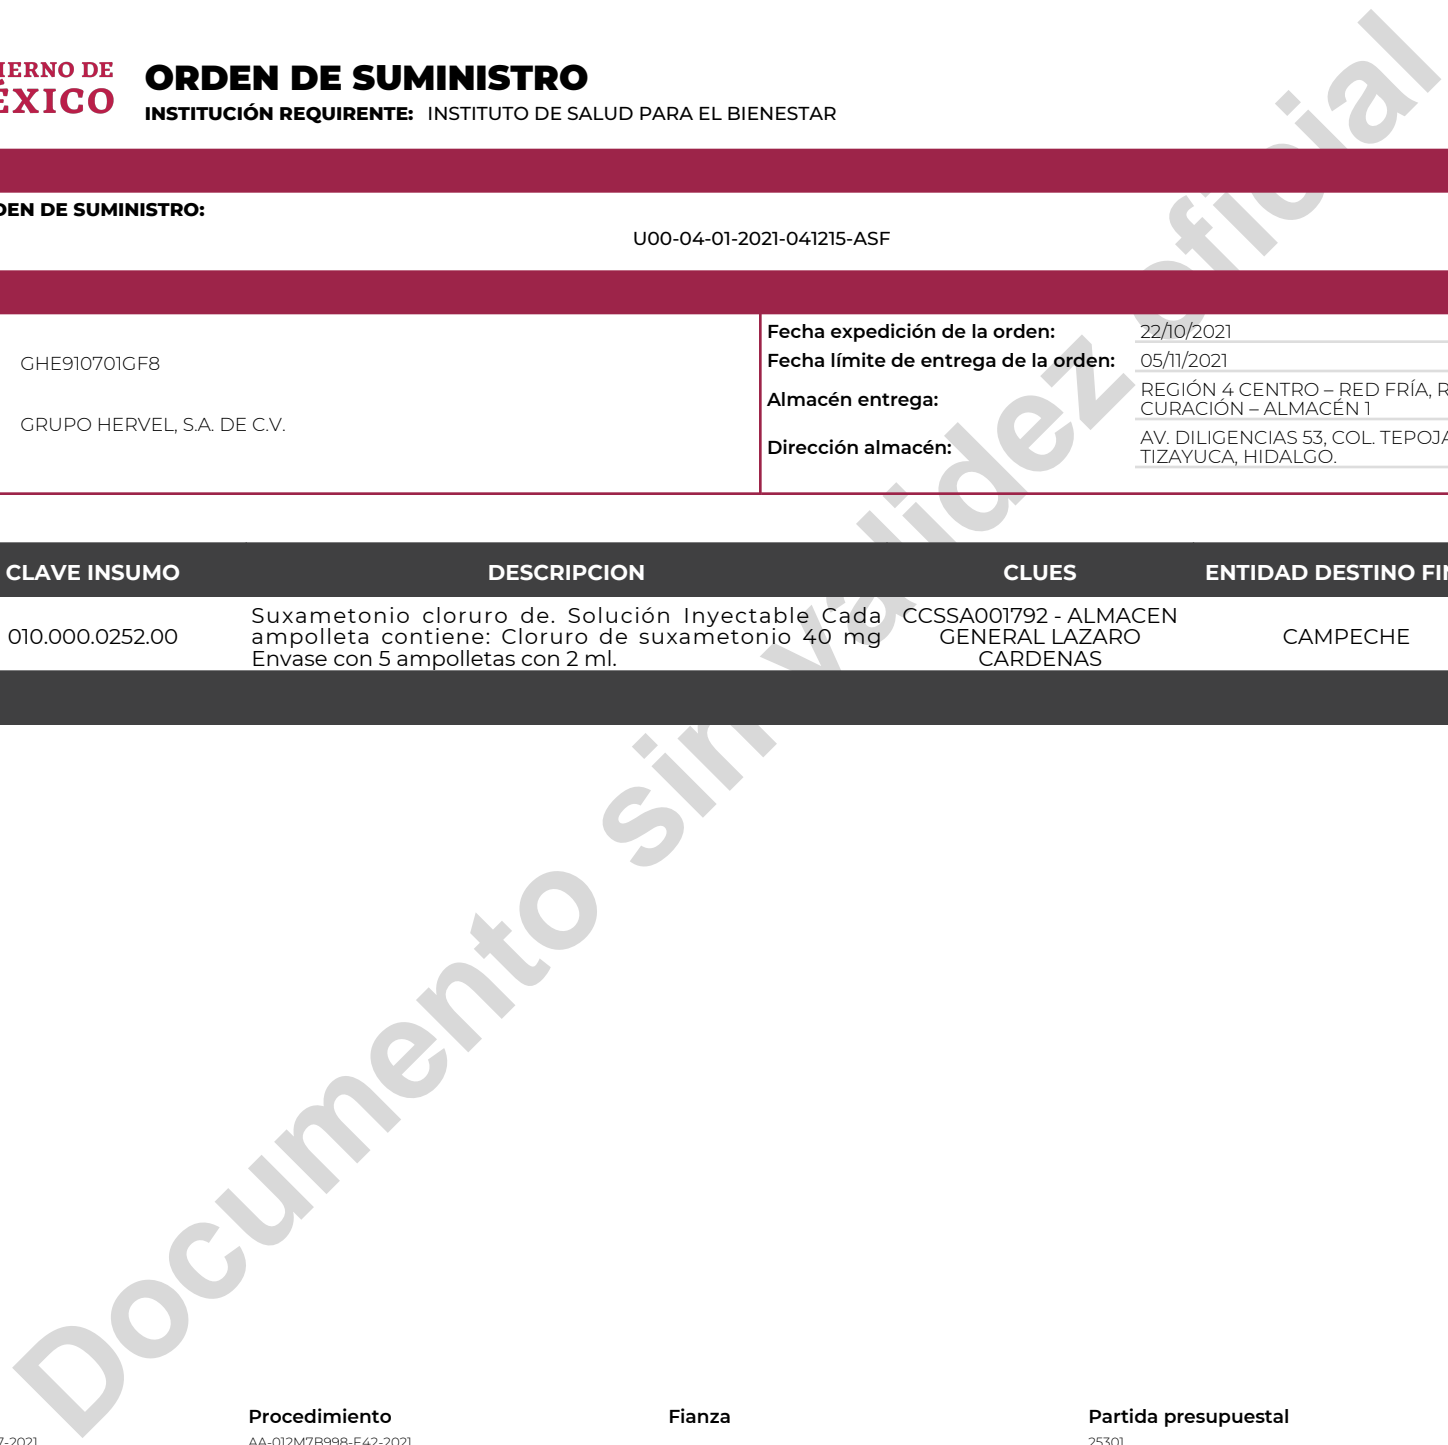 ORDEN DE SUMINISTRO
INSTITUCIÓN REQUIRENTE: INSTITUTO DE SALUD PARA EL BIENESTAR
DE
ÉXICO
DE SUMINISTRO:
U00-04-01-2021-041215-ASF
GHE910701GF8
GRUPO HERVEL, S.A. DE C.V.
Fecha expedición de la orden: 22/10/2021
Fecha límite de entrega de la orden: 05/11/2021
Almacén entrega: REGIÓN 4 CENTRO – RED FRÍA,
CURACIÓN – ALMACÉN 1
Dirección almacén: AV. DILIGENCIAS 53, COL.
TIZAYUCA, HIDALGO.
CLAVE INSUMO DESCRIPCION CLUES ENTIDAD DESTINO
010.000.0252.00
Suxametonio cloruro de. Solución Inyectable Cada
ampolleta contiene: Cloruro de suxametonio 40 mg
Envase con 5 ampolletas con 2 ml.
CCSSA001792 - ALMACEN
GENERAL LAZARO
CARDENAS
CAMPECHE
Documento sin validez oficial
Procedimiento Fianza Partida presupuestal
AA-012M7B998-E42-2021 25301